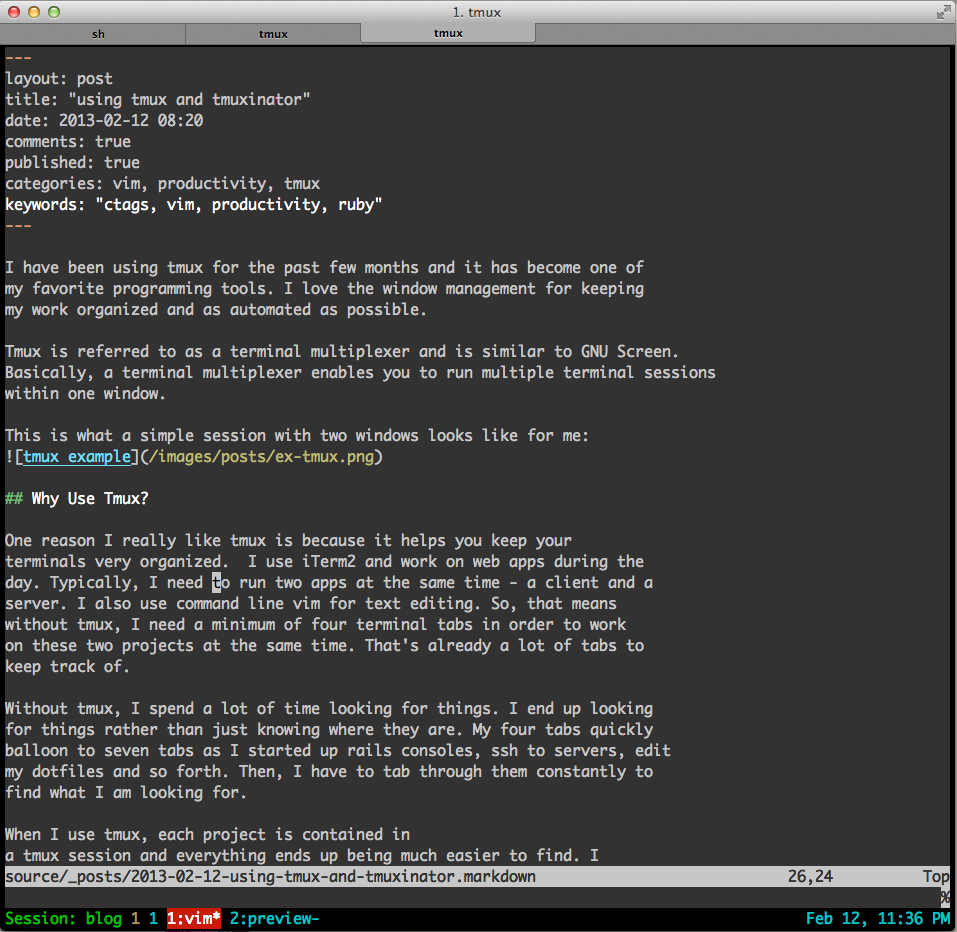 1. tmux
sh tmux tmux
---
layout: post
title: "using tmux and tmuxinator"
date: 2013-02-12 08:20
comments: true
published: true
categories: vim, productivity, tmux
keywords: "ctags, vim, productivity, ruby"
---
I have been using tmux for the past few months and it has become one of
my favorite programming tools. I love the window management for keeping
my work organized and as automated as possible.
Tmux is referred to as a terminal multiplexer and is similar to GNU Screen.
Basically, a terminal multiplexer enables you to run multiple terminal sessions
within one window.
This is what a simple session with two windows looks like for me:
![tmux example](/images/posts/ex-tmux.png)
## Why Use Tmux?
One reason I really like tmux is because it helps you keep your
terminals very organized.  I use iTerm2 and work on web apps during the
day. Typically, I need to run two apps at the same time - a client and a
server. I also use command line vim for text editing. So, that means
without tmux, I need a minimum of four terminal tabs in order to work
on these two projects at the same time. That's already a lot of tabs to
keep track of.
Without tmux, I spend a lot of time looking for things. I end up looking
for things rather than just knowing where they are. My four tabs quickly
balloon to seven tabs as I started up rails consoles, ssh to servers, edit
my dotfiles and so forth. Then, I have to tab through them constantly to
find what I am looking for.
When I use tmux, each project is contained in
a tmux session and everything ends up being much easier to find. I
source/_posts/2013-02-12-using-tmux-and-tmuxinator.markdown 26,24 Top
%
Session: blog 1 1 1:vim* 2:preview- Feb 12, 11:36 PM